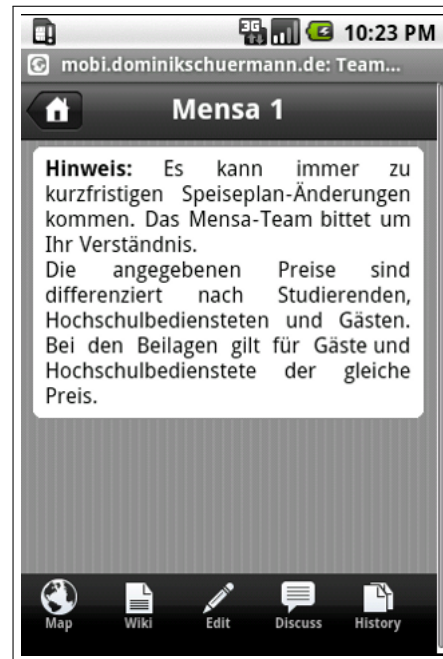 3G 10:23 PM
mobi.dominikschuermann.de: Team...
Mensa 1
Hinweis: Es kann immer zu
kurzfristigen Speiseplan-Änderungen
kommen. Das Mensa-Team bittet um
Ihr Verständnis.
Die angegebenen Preise sind
differenziert nach Studierenden,
Hochschulbediensteten und Gästen.
Bei den Beilagen gilt für Gäste und
Hochschulbedienstete der gleiche
Preis.
Map Wiki Edit Discuss History